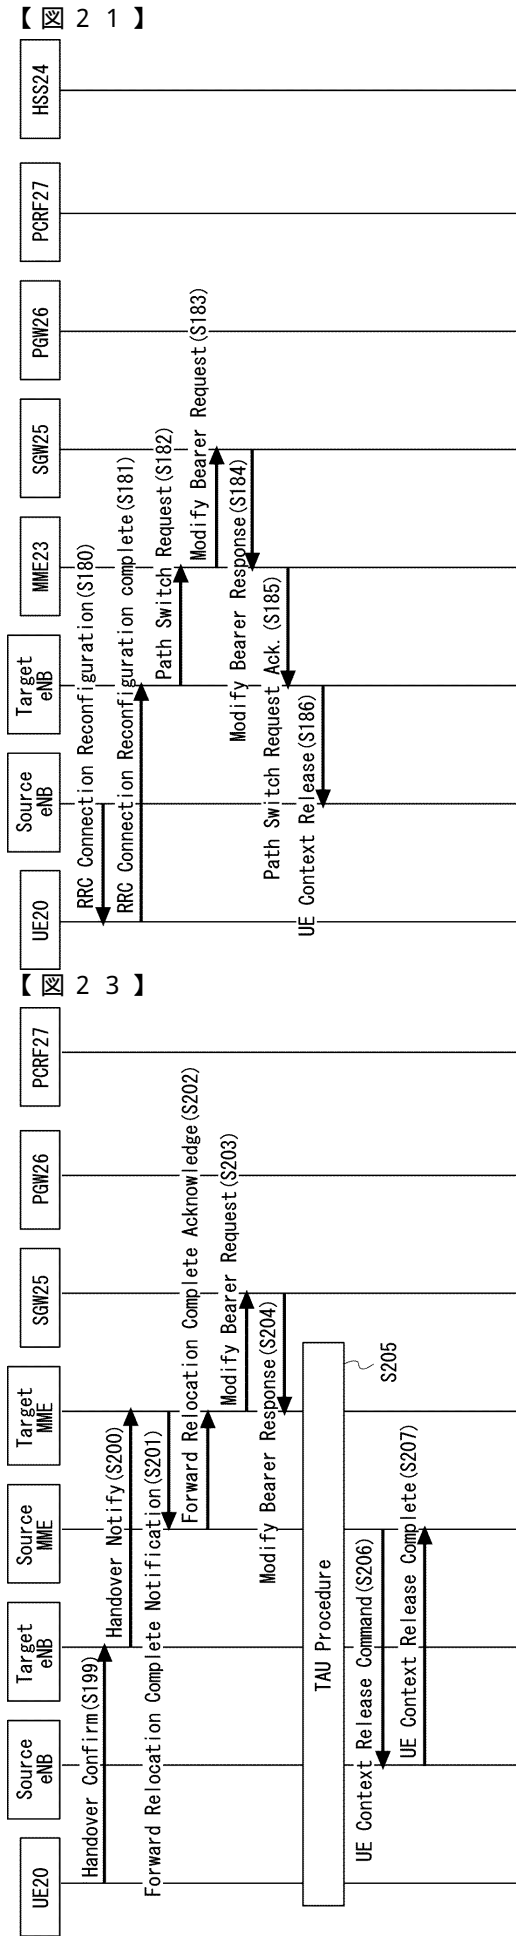 【図２１】
UE20
Source
eNB
Target
eNB
MME23
SGW25
PGW26
PCRF27
HSS24
RRC Connection Reconfiguration(S180)
RRC Connection Reconfiguration complete(S181)
Path Switch Request(S182)
Modify Bearer Request(S183)
Modify Bearer Response(S184)
Path Switch Request Ack.(S185)
UE Context Release(S186)
【図２３】
UE20
Source
eNB
Target
eNB
Source
MME
Target
MME
SGW25
PGW26
PCRF27
Handover Confirm(S199)
Handover Notify(S200)
Forward Relocation Complete Notification(S201)
Forward Relocation Complete Acknowledge(S202)
Modify Bearer Request(S203)
Modify Bearer Response(S204)
TAU Procedure
S205
UE Context Release Command(S206)
UE Context Release Complete(S207)